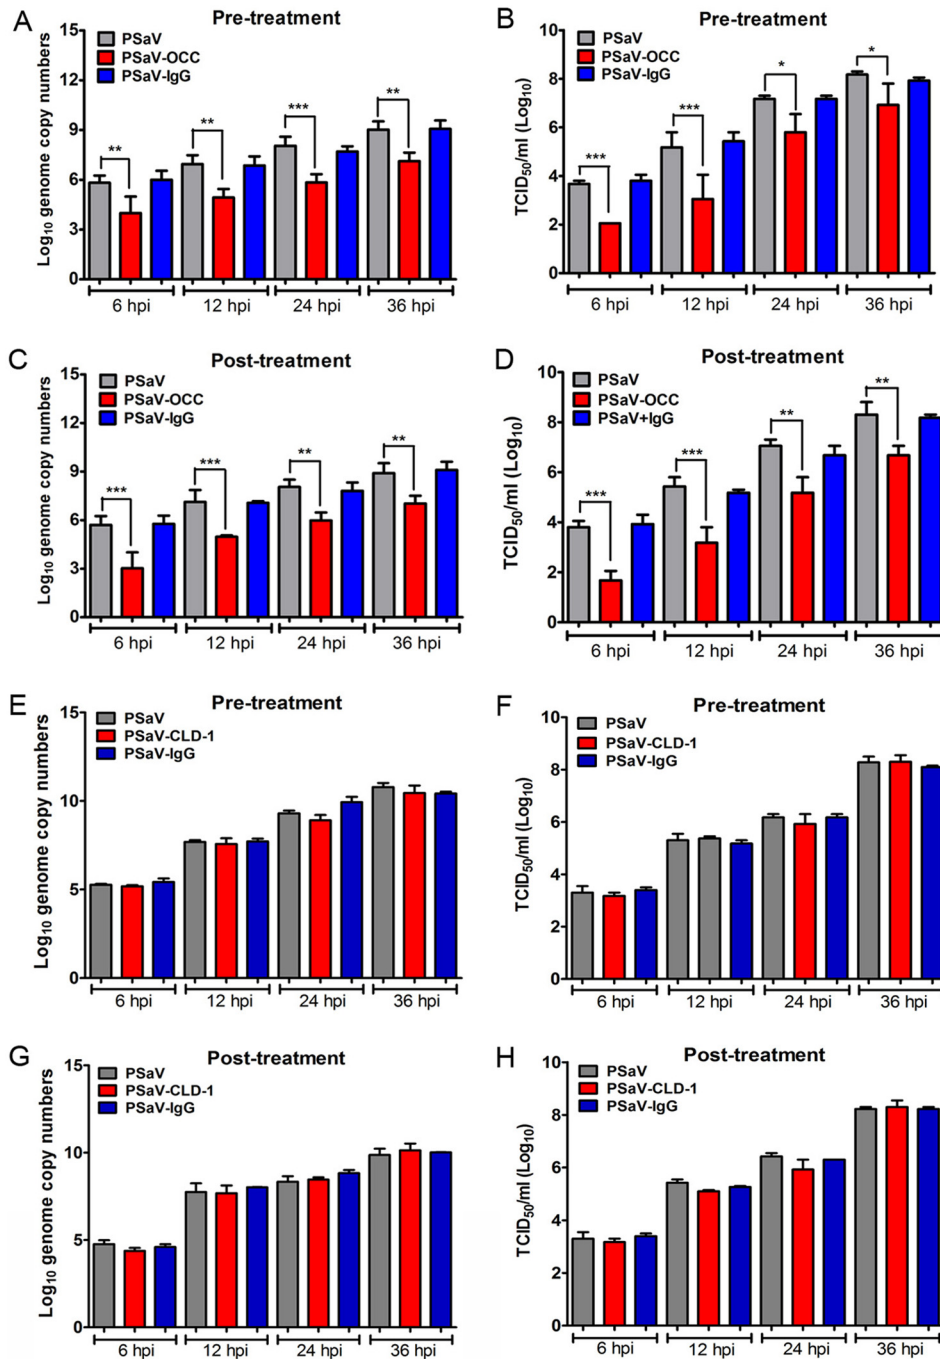 A
Pre-treatment
15
PSaV
PSaV-OCC
PSaV-IgG
12
9
6
3
0
Log10 genome copy numbers
**
**
***
**
6 hpi
12 hpi
24 hpi
36 hpi
B
Pre-treatment
10
PSaV
PSaV-OCC
PSaV-IgG
8
6
4
2
0
TCID50/ml (Log10)
***
***
*
*
6 hpi
12 hpi
24 hpi
36 hpi
C
Post-treatment
15
PSaV
PSaV-OCC
PSaV-IgG
12
9
6
3
0
Log10 genome copy numbers
***
***
**
**
6 hpi
12 hpi
24 hpi
36 hpi
D
Post-treatment
10
PSaV
PSaV-OCC
PSaV+IgG
8
6
4
2
0
TCID50/ml (Log10)
***
***
**
**
6 hpi
12 hpi
24 hpi
36 hpi
E
Pre-treatment
15
PSaV
PSaV-CLD-1
PSaV-IgG
10
5
0
Log10 genome copy numbers
6 hpi
12 hpi
24 hpi
36 hpi
F
Pre-treatment
10
PSaV
PSaV-CLD-1
PSaV-IgG
8
6
4
2
0
TCID50/ml (Log10)
6 hpi
12 hpi
24 hpi
36 hpi
G
Post-treatment
15
PSaV
PSaV-CLD-1
PSaV-IgG
10
5
0
Log10 genome copy numbers
6 hpi
12 hpi
24 hpi
36 hpi
H
Post-treatment
10
PSaV
PSaV-CLD-1
PSaV-IgG
8
6
4
2
0
TCID50/ml (Log10)
6 hpi
12 hpi
24 hpi
36 hpi